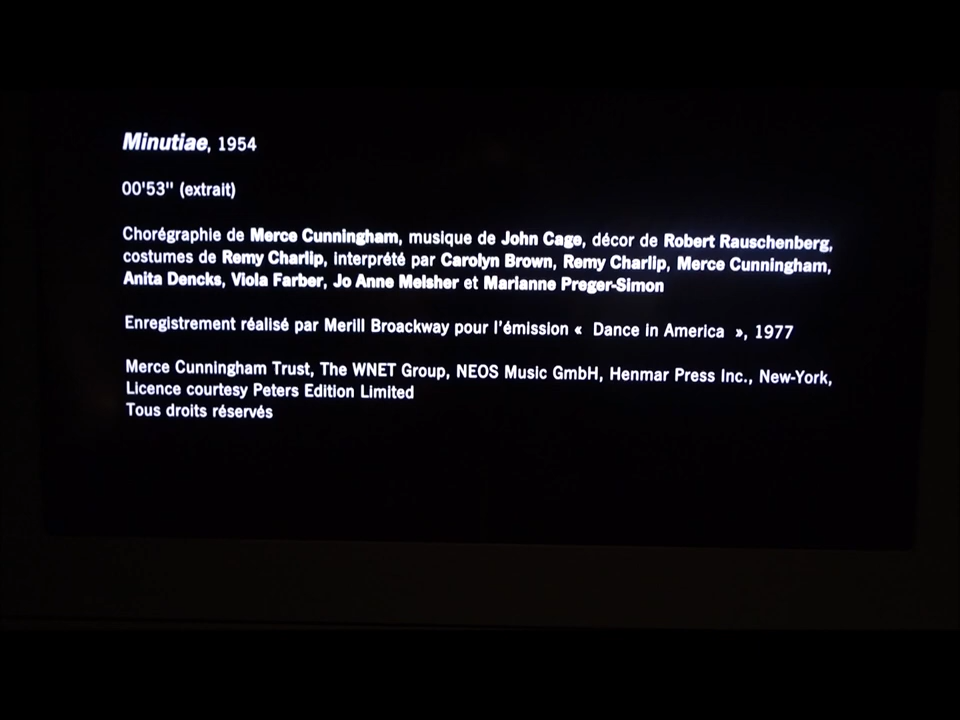 Minutiae, 1954
00'53" (extrait)
Chorégraphie de Merce Cunningham, musique de John Cage, décor de Robert Rauschenberg,
costumes de Remy Charlip, interprété par Carolyn Brown, Remy Charlip, Merce Cunningham,
Anita Dencks, Viola Farber, Jo Anne Melsher et Marianne Preger-Simon
Enregistrement réalisé par Merill Broackway pour l'émission « Dance in America », 1977
Merce Cunningham Trust, The WNET Group, NEOS Music GmbH, Henmar Press Inc., New-York,
Licence courtesy Peters Edition Limited
Tous droits réservés